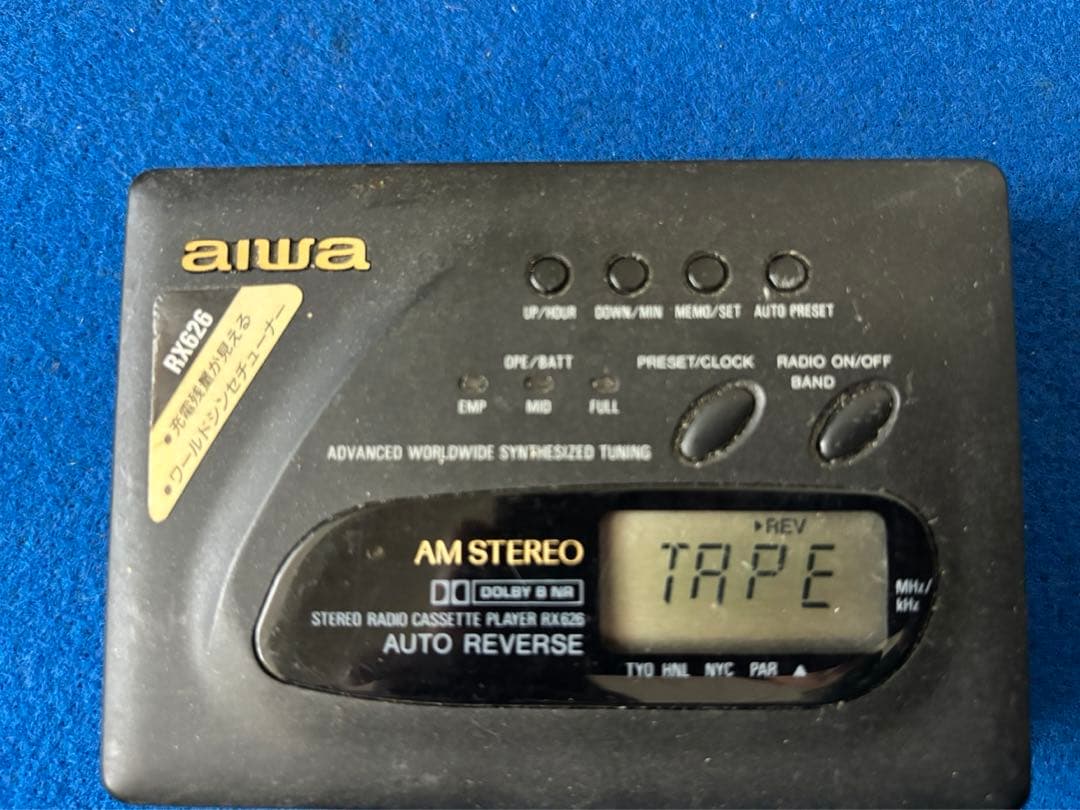 aiwa
RX626
•充電残量が見える
•ワールドシンセチューナー
UP/HOUR DOWN/MIN MEMO/SET AUTO PRESET
OPE/BATT
EMP MID FULL
PRESET/CLOCK
RADIO ON/OFF
BAND
ADVANCED WORLDWIDE SYNTHESIZED TUNING
AM STEREO
DOLBY B NR
STEREO RADIO CASSETTE PLAYER RX626
AUTO REVERSE
▸REV
TAPE
MHz/
kHz
TYO HNL NYC PAR ▲